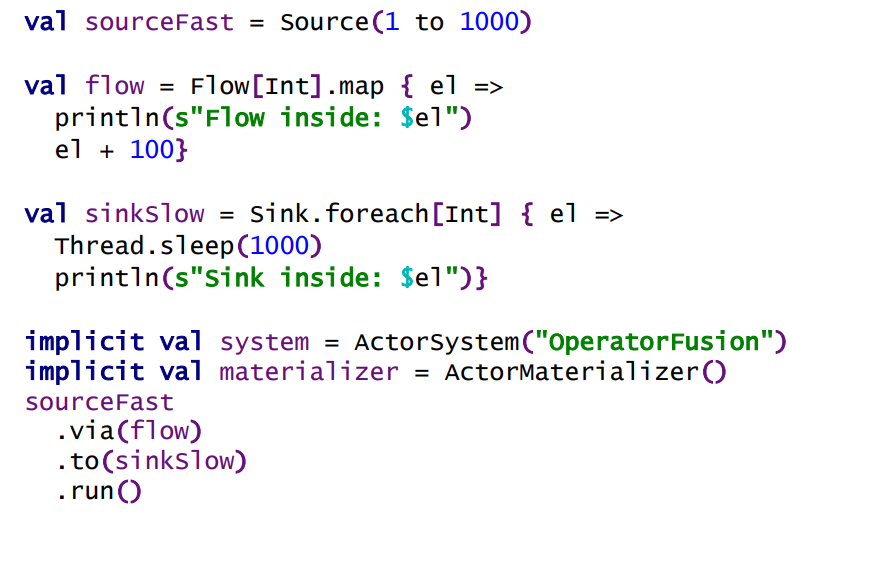 val sourceFast = Source(1 to 1000)
val flow = Flow[Int].map { el =>
println(s"Flow inside: $el")
el + 100}
val sinkSlow = Sink.foreach[Int] { el =>
Thread.sleep(1000)
println(s"Sink inside: $el")}
implicit val system = ActorSystem("OperatorFusion")
implicit val materializer = ActorMaterializer()
sourceFast
.via(flow)
.to(sinkSlow)
.run()